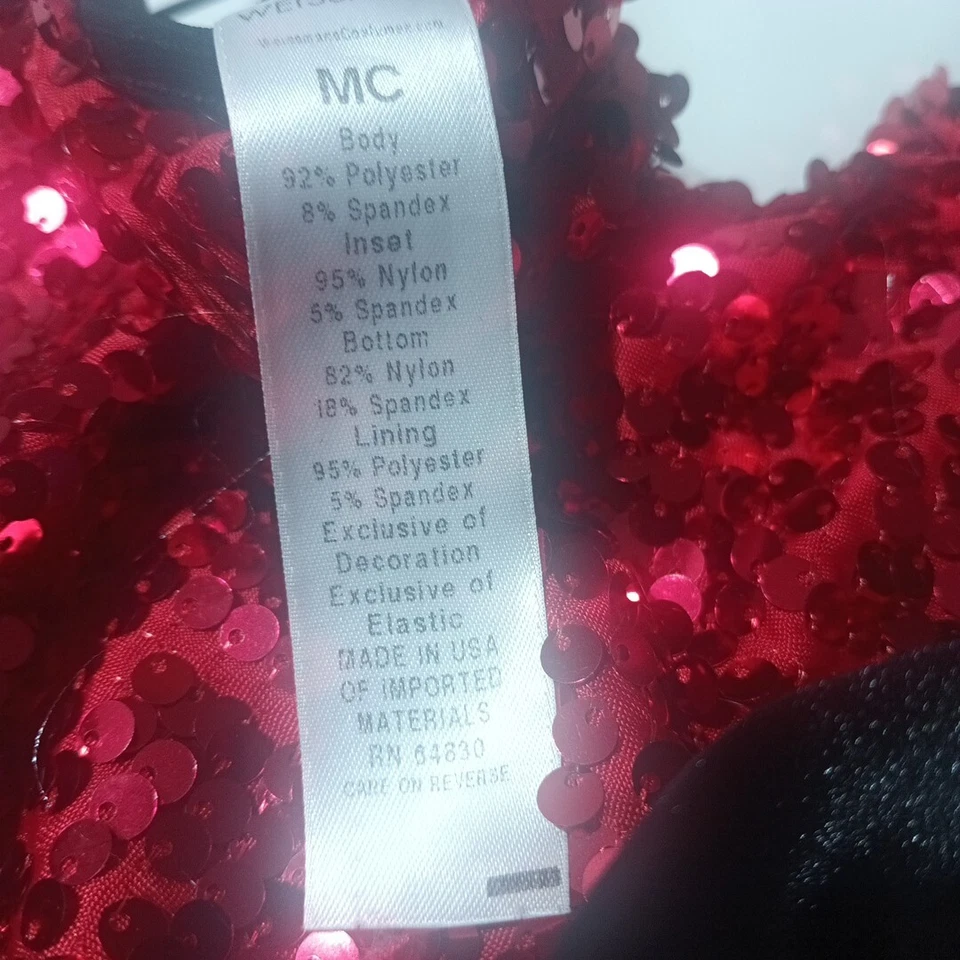 WeissmansCostumes.com
MC
Body
92% Polyester
8% Spandex
Inset
95% Nylon
5% Spandex
Bottom
82% Nylon
18% Spandex
Lining
95% Polyester
5% Spandex
Exclusive of
Decoration
Exclusive of
Elastic
MADE IN USA
OF IMPORTED
MATERIALS
RN 64830
CARE ON REVERSE